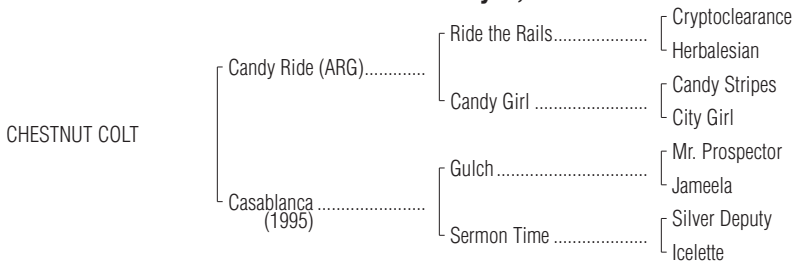 Cryptoclearance
Ride the Rails....................
Herbalesian
Candy Ride (ARG).............
Candy Stripes
Candy Girl ........................
City Girl
CHESTNUT COLT
Mr. Prospector
Gulch................................
Jameela
Casablanca .......................
(1995)
Silver Deputy
Sermon Time ....................
Icelette